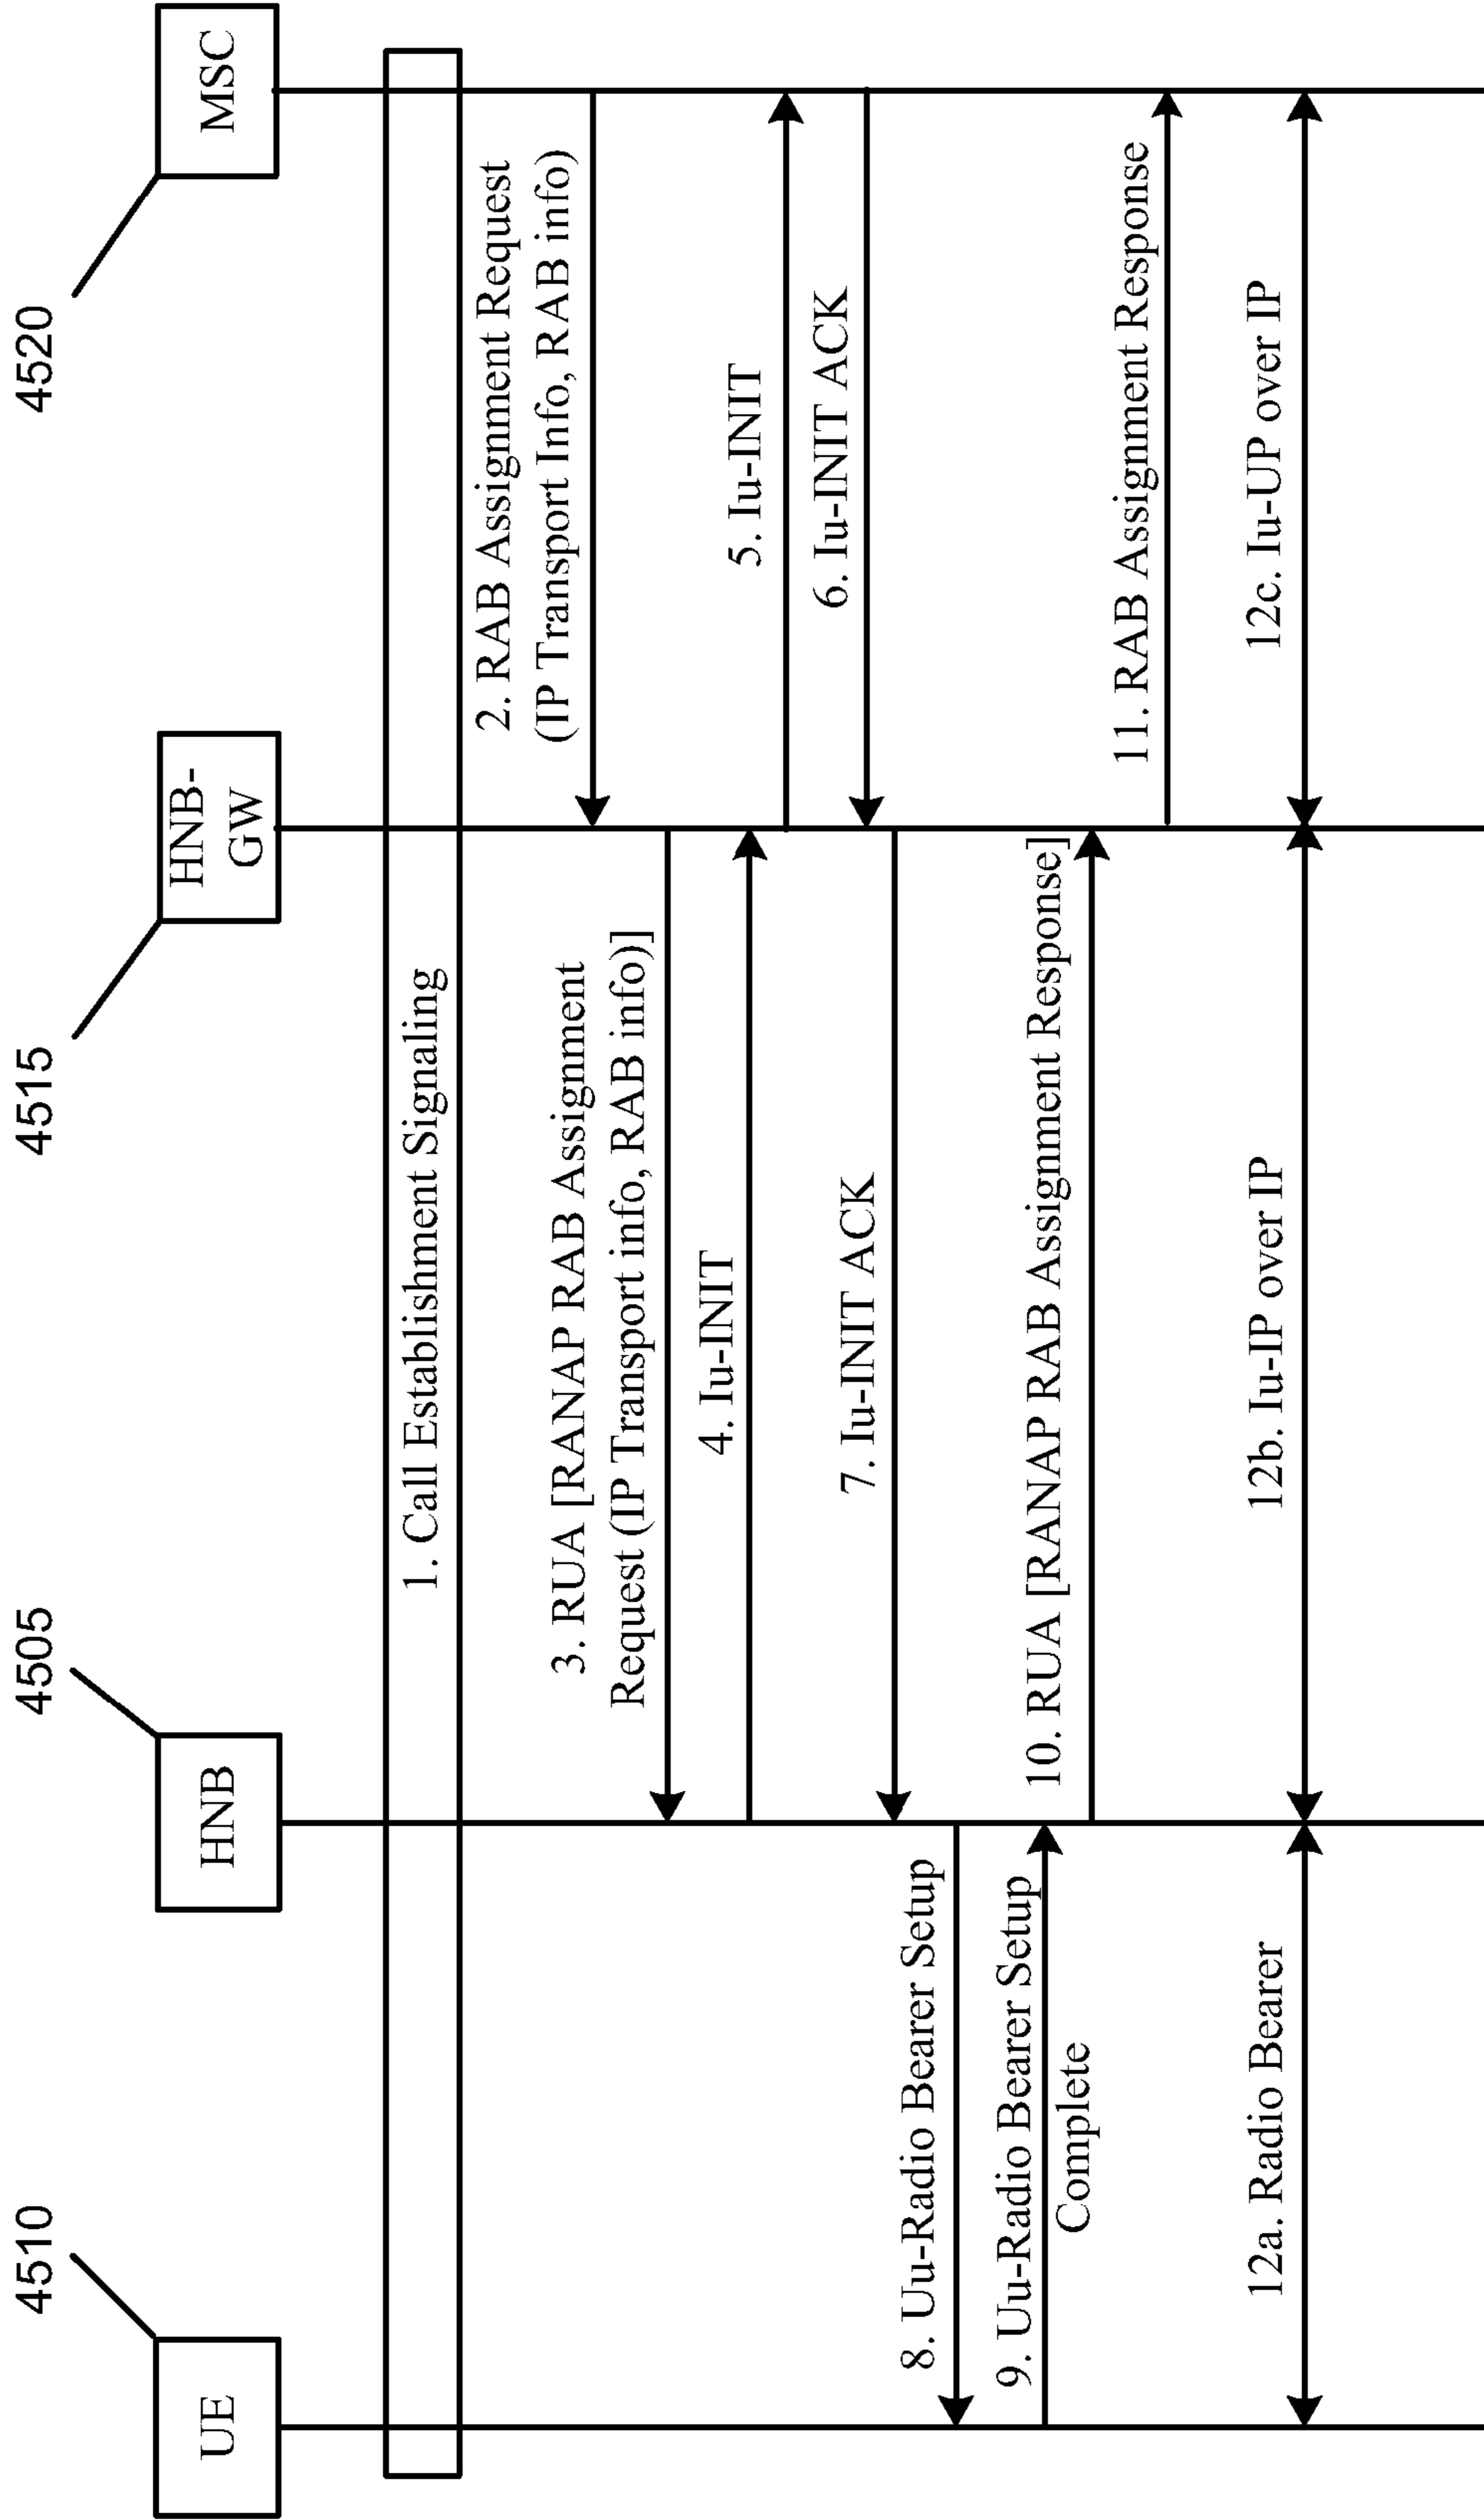 4510
4505
4515
4520
UE
HNB
HNB-
GW
MSC
1. Call Establishment Signaling
2. RAB Assignment Request
(IP Transport Info, RAB info)
3. RUA [RANAP RAB Assignment
Request (IP Transport info, RAB info)]
4. Iu-INIT
5. Iu-INIT
6. Iu-INIT ACK
7. Iu-INIT ACK
8. Uu-Radio Bearer Setup
9. Uu-Radio Bearer Setup
Complete
10. RUA [RANAP RAB Assignment Response]
11. RAB Assignment Response
12a. Radio Bearer
12b. Iu-IP over IP
12c. Iu-UP over IP